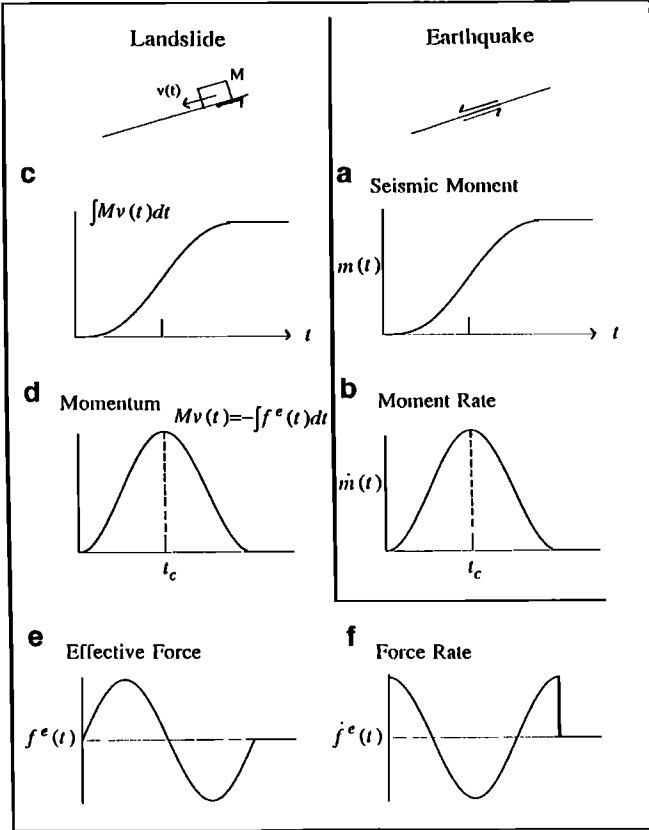 Landslide
M
v(t)
Earthquake
c
∫Mv(t)dt
t
a
Seismic Moment
m(t)
t
d
Momentum
Mv(t)=-∫f^e(t)dt
t_c
b
Moment Rate
ṁ(t)
t_c
e
Effective Force
f^e(t)
f
Force Rate
ḟ^e(t)